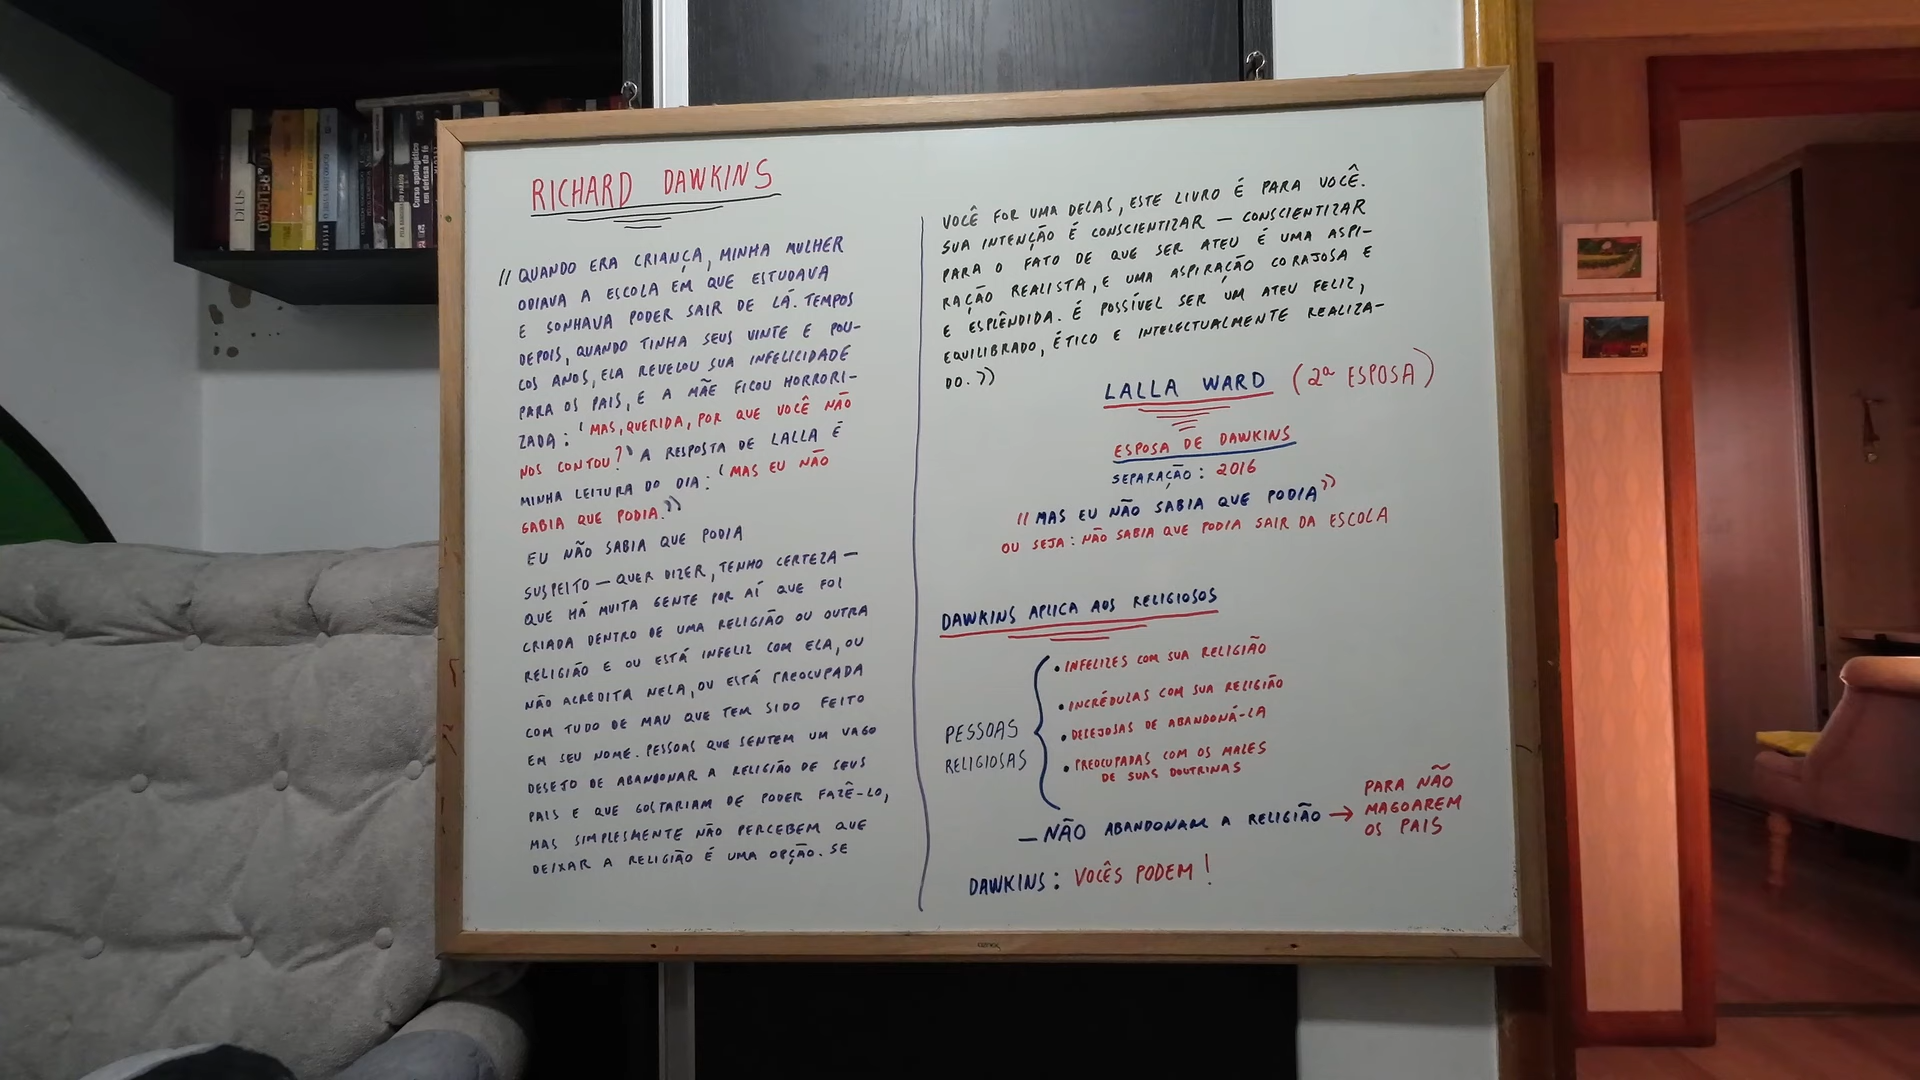 RICHARD DAWKINS
"QUANDO ERA CRIANÇA, MINHA MULHER
ODIAVA A ESCOLA EM QUE ESTUDAVA
E SONHAVA PODER SAIR DE LÁ. TEMPOS
DEPOIS, QUANDO TINHA SEUS VINTE E POU-
COS ANOS, ELA REVELOU SUA INFELICIDADE
PARA OS PAIS, E A MÃE FICOU HORRORI-
ZADA: 'MAS, QUERIDA, POR QUE VOCÊ NÃO
NOS CONTOU?' A RESPOSTA DE LALLA É
MINHA LEITURA DO DIA: 'MAS EU NÃO
SABIA QUE PODIA.'"
EU NÃO SABIA QUE PODIA
SUSPEITO — QUER DIZER, TENHO CERTEZA —
QUE HÁ MUITA GENTE POR AÍ QUE FOI
CRIADA DENTRO DE UMA RELIGIÃO OU OUTRA
RELIGIÃO E OU ESTÁ INFELIZ COM ELA, OU
NÃO ACREDITA NELA, OU ESTÁ PREOCUPADA
COM TUDO DE MAU QUE TEM SIDO FEITO
EM SEU NOME. PESSOAS QUE SENTEM UM VAGO
DESEJO DE ABANDONAR A RELIGIÃO DE SEUS
PAIS E QUE GOSTARIAM DE PODER FAZÊ-LO,
MAS SIMPLESMENTE NÃO PERCEBEM QUE
DEIXAR A RELIGIÃO É UMA OPÇÃO. SE
VOCÊ FOR UMA DELAS, ESTE LIVRO É PARA VOCÊ.
SUA INTENÇÃO É CONSCIENTIZAR — CONSCIENTIZAR
PARA O FATO DE QUE SER ATEU É UMA ASPI-
RAÇÃO REALISTA, E UMA ASPIRAÇÃO CORAJOSA E
E ESPLÊNDIDA. É POSSÍVEL SER UM ATEU FELIZ,
EQUILIBRADO, ÉTICO E INTELECTUALMENTE REALIZA-
DO."
LALLA WARD (2ª ESPOSA)
ESPOSA DE DAWKINS
SEPARAÇÃO: 2016
"MAS EU NÃO SABIA QUE PODIA"
OU SEJA: NÃO SABIA QUE PODIA SAIR DA ESCOLA
DAWKINS APLICA AOS RELIGIOSOS
PESSOAS
RELIGIOSAS
• INFELIZES COM SUA RELIGIÃO
• INCRÉDULAS COM SUA RELIGIÃO
• DECEJOSAS DE ABANDONÁ-LA
• PREOCUPADAS COM OS MALES
DE SUAS DOUTRINAS
— NÃO ABANDONAM A RELIGIÃO → PARA NÃO
MAGOAREM
OS PAIS
DAWKINS: VOCÊS PODEM!
& RELIGIÃO
Curso apologético
em defesa da fé